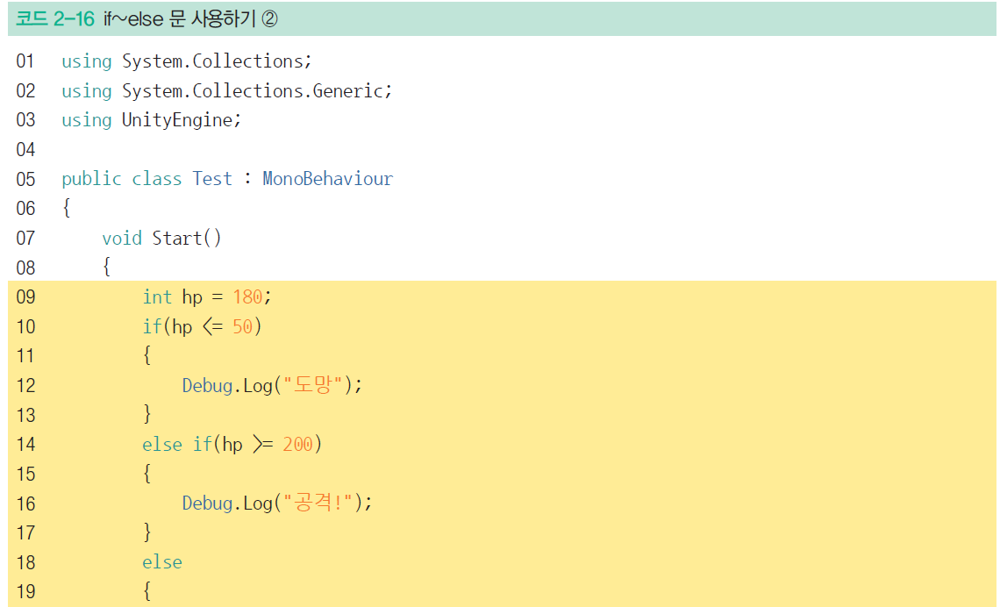 코드 2-16 if~else 문 사용하기 ②
01 using System.Collections;
02 using System.Collections.Generic;
03 using UnityEngine;
04
05 public class Test : MonoBehaviour
06 {
07     void Start()
08     {
09         int hp = 180;
10         if(hp <= 50)
11         {
12             Debug.Log("도망");
13         }
14         else if(hp >= 200)
15         {
16             Debug.Log("공격!");
17         }
18         else
19         {